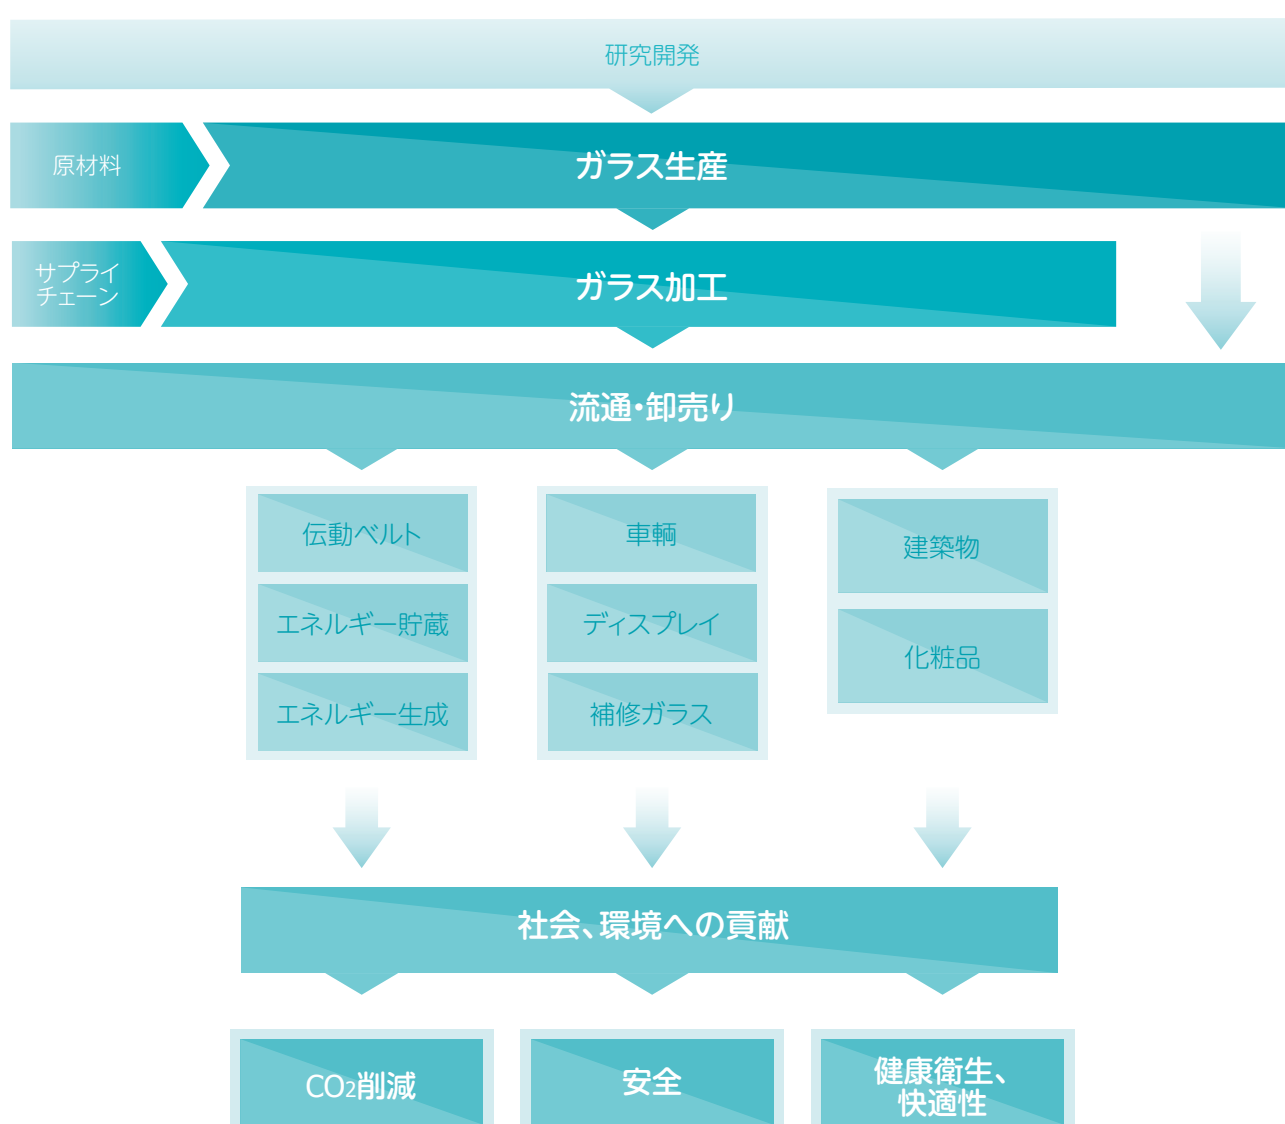 研究開発
原材料
ガラス生産
サプライ
チェーン
ガラス加工
流通・卸売り
伝動ベルト
エネルギー貯蔵
エネルギー生成
車輌
ディスプレイ
補修ガラス
建築物
化粧品
社会、環境への貢献
CO2削減
安全
健康衛生、
快適性